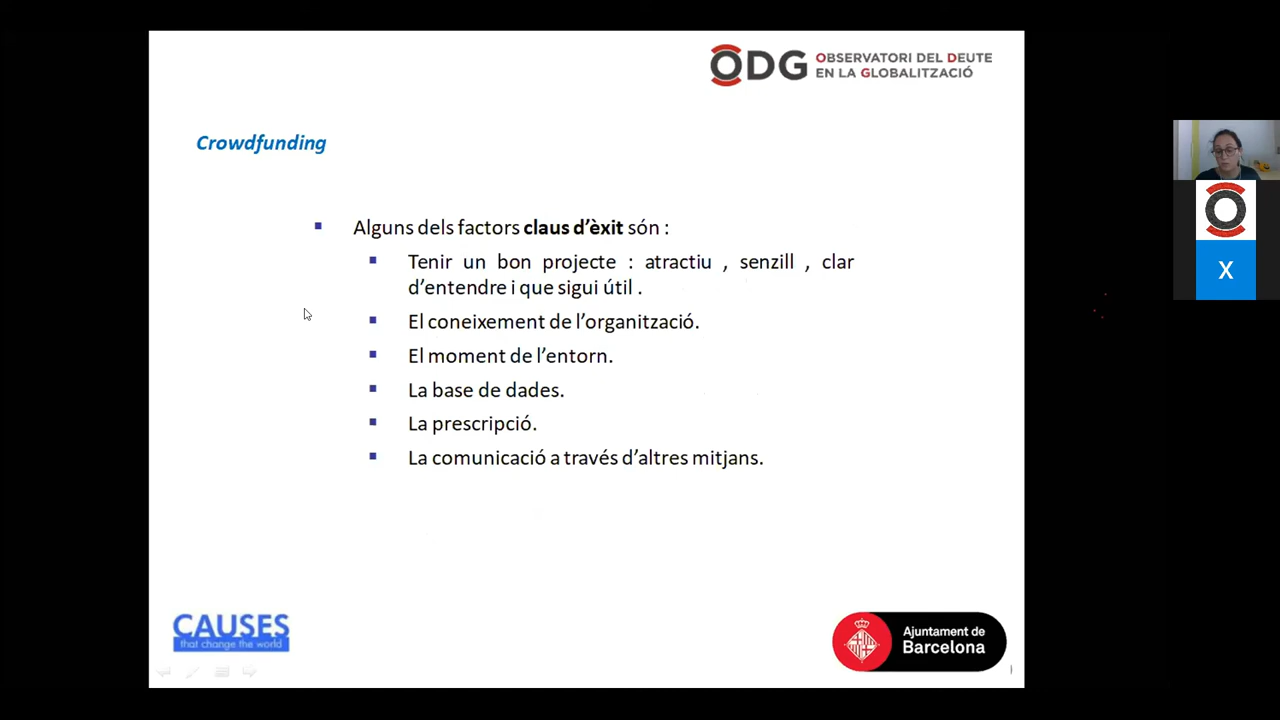 ODG OBSERVATORI DEL DEUTE
EN LA GLOBALITZACIÓ
Crowdfunding
Alguns dels factors claus d'èxit són :
Tenir un bon projecte : atractiu , senzill , clar
d'entendre i que sigui útil .
El coneixement de l'organització.
El moment de l'entorn.
La base de dades.
La prescripció.
La comunicació a través d'altres mitjans.
X
CAUSES
that change the world
Ajuntament de
Barcelona